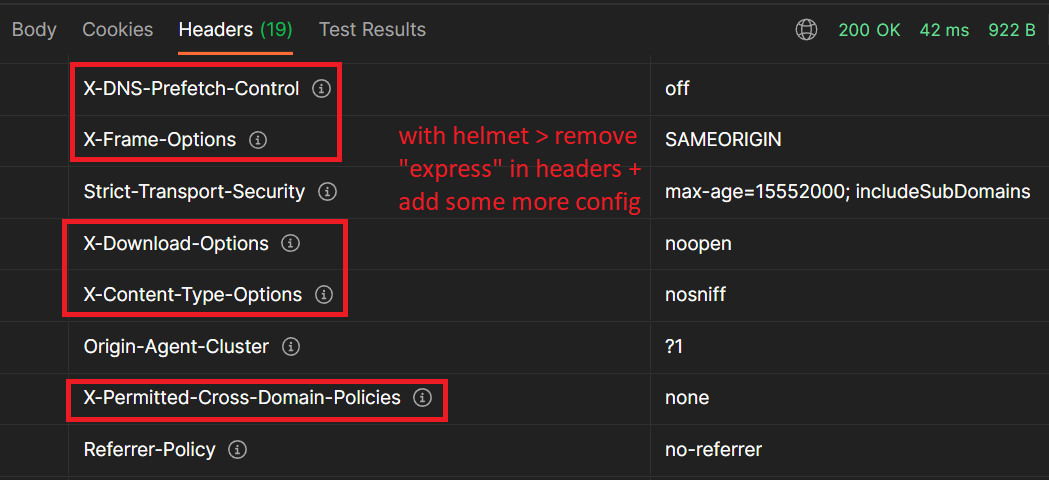 Body Cookies Headers (19) Test Results 200 OK 42 ms 922 B
X-DNS-Prefetch-Control off
X-Frame-Options SAMEORIGIN
with helmet > remove
"express" in headers +
add some more config
Strict-Transport-Security max-age=15552000; includeSubDomains
X-Download-Options noopen
X-Content-Type-Options nosniff
Origin-Agent-Cluster ?1
X-Permitted-Cross-Domain-Policies none
Referrer-Policy no-referrer